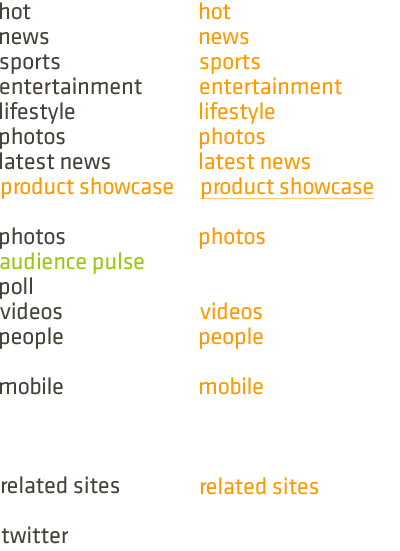 hot hot
news news
sports sports
entertainment entertainment
lifestyle lifestyle
photos photos
latest news latest news
product showcase product showcase
photos photos
audience pulse
poll
videos videos
people people
mobile mobile
related sites related sites
twitter